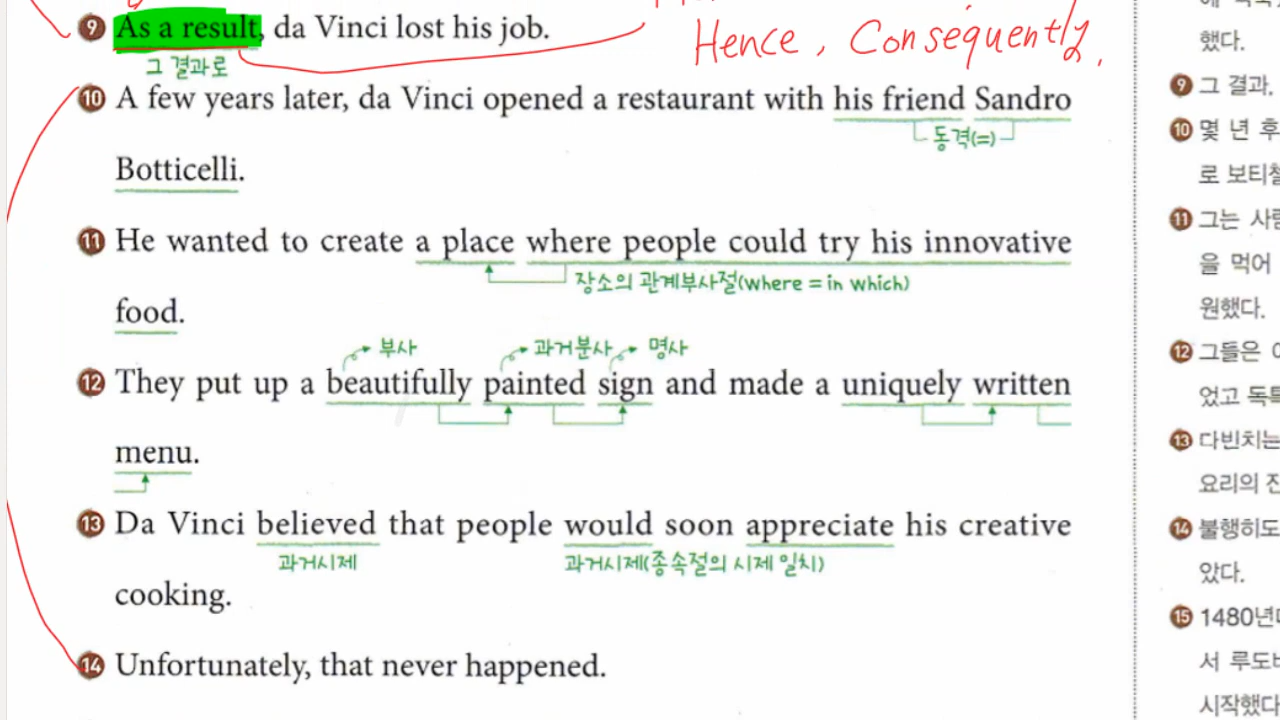 ⑨ As a result, da Vinci lost his job.
Hence, Consequently,
그 결과로
⑩ A few years later, da Vinci opened a restaurant with his friend Sandro
동격(=)
Botticelli.
⑪ He wanted to create a place where people could try his innovative
장소의 관계부사절(where = in which)
food.
부사 과거분사 명사
⑫ They put up a beautifully painted sign and made a uniquely written
menu.
⑬ Da Vinci believed that people would soon appreciate his creative
과거시제 과거시제(종속절의 시제 일치)
cooking.
⑭ Unfortunately, that never happened.
했다.
⑨ 그 결과,
⑩ 몇 년 후
로 보티첼
⑪ 그는 사람
을 먹어
원했다.
⑫ 그들은
었고 독특
⑬ 다빈치는
요리의 진
⑭ 불행히도
았다.
⑮ 1480년대
서 루도비
시작했다